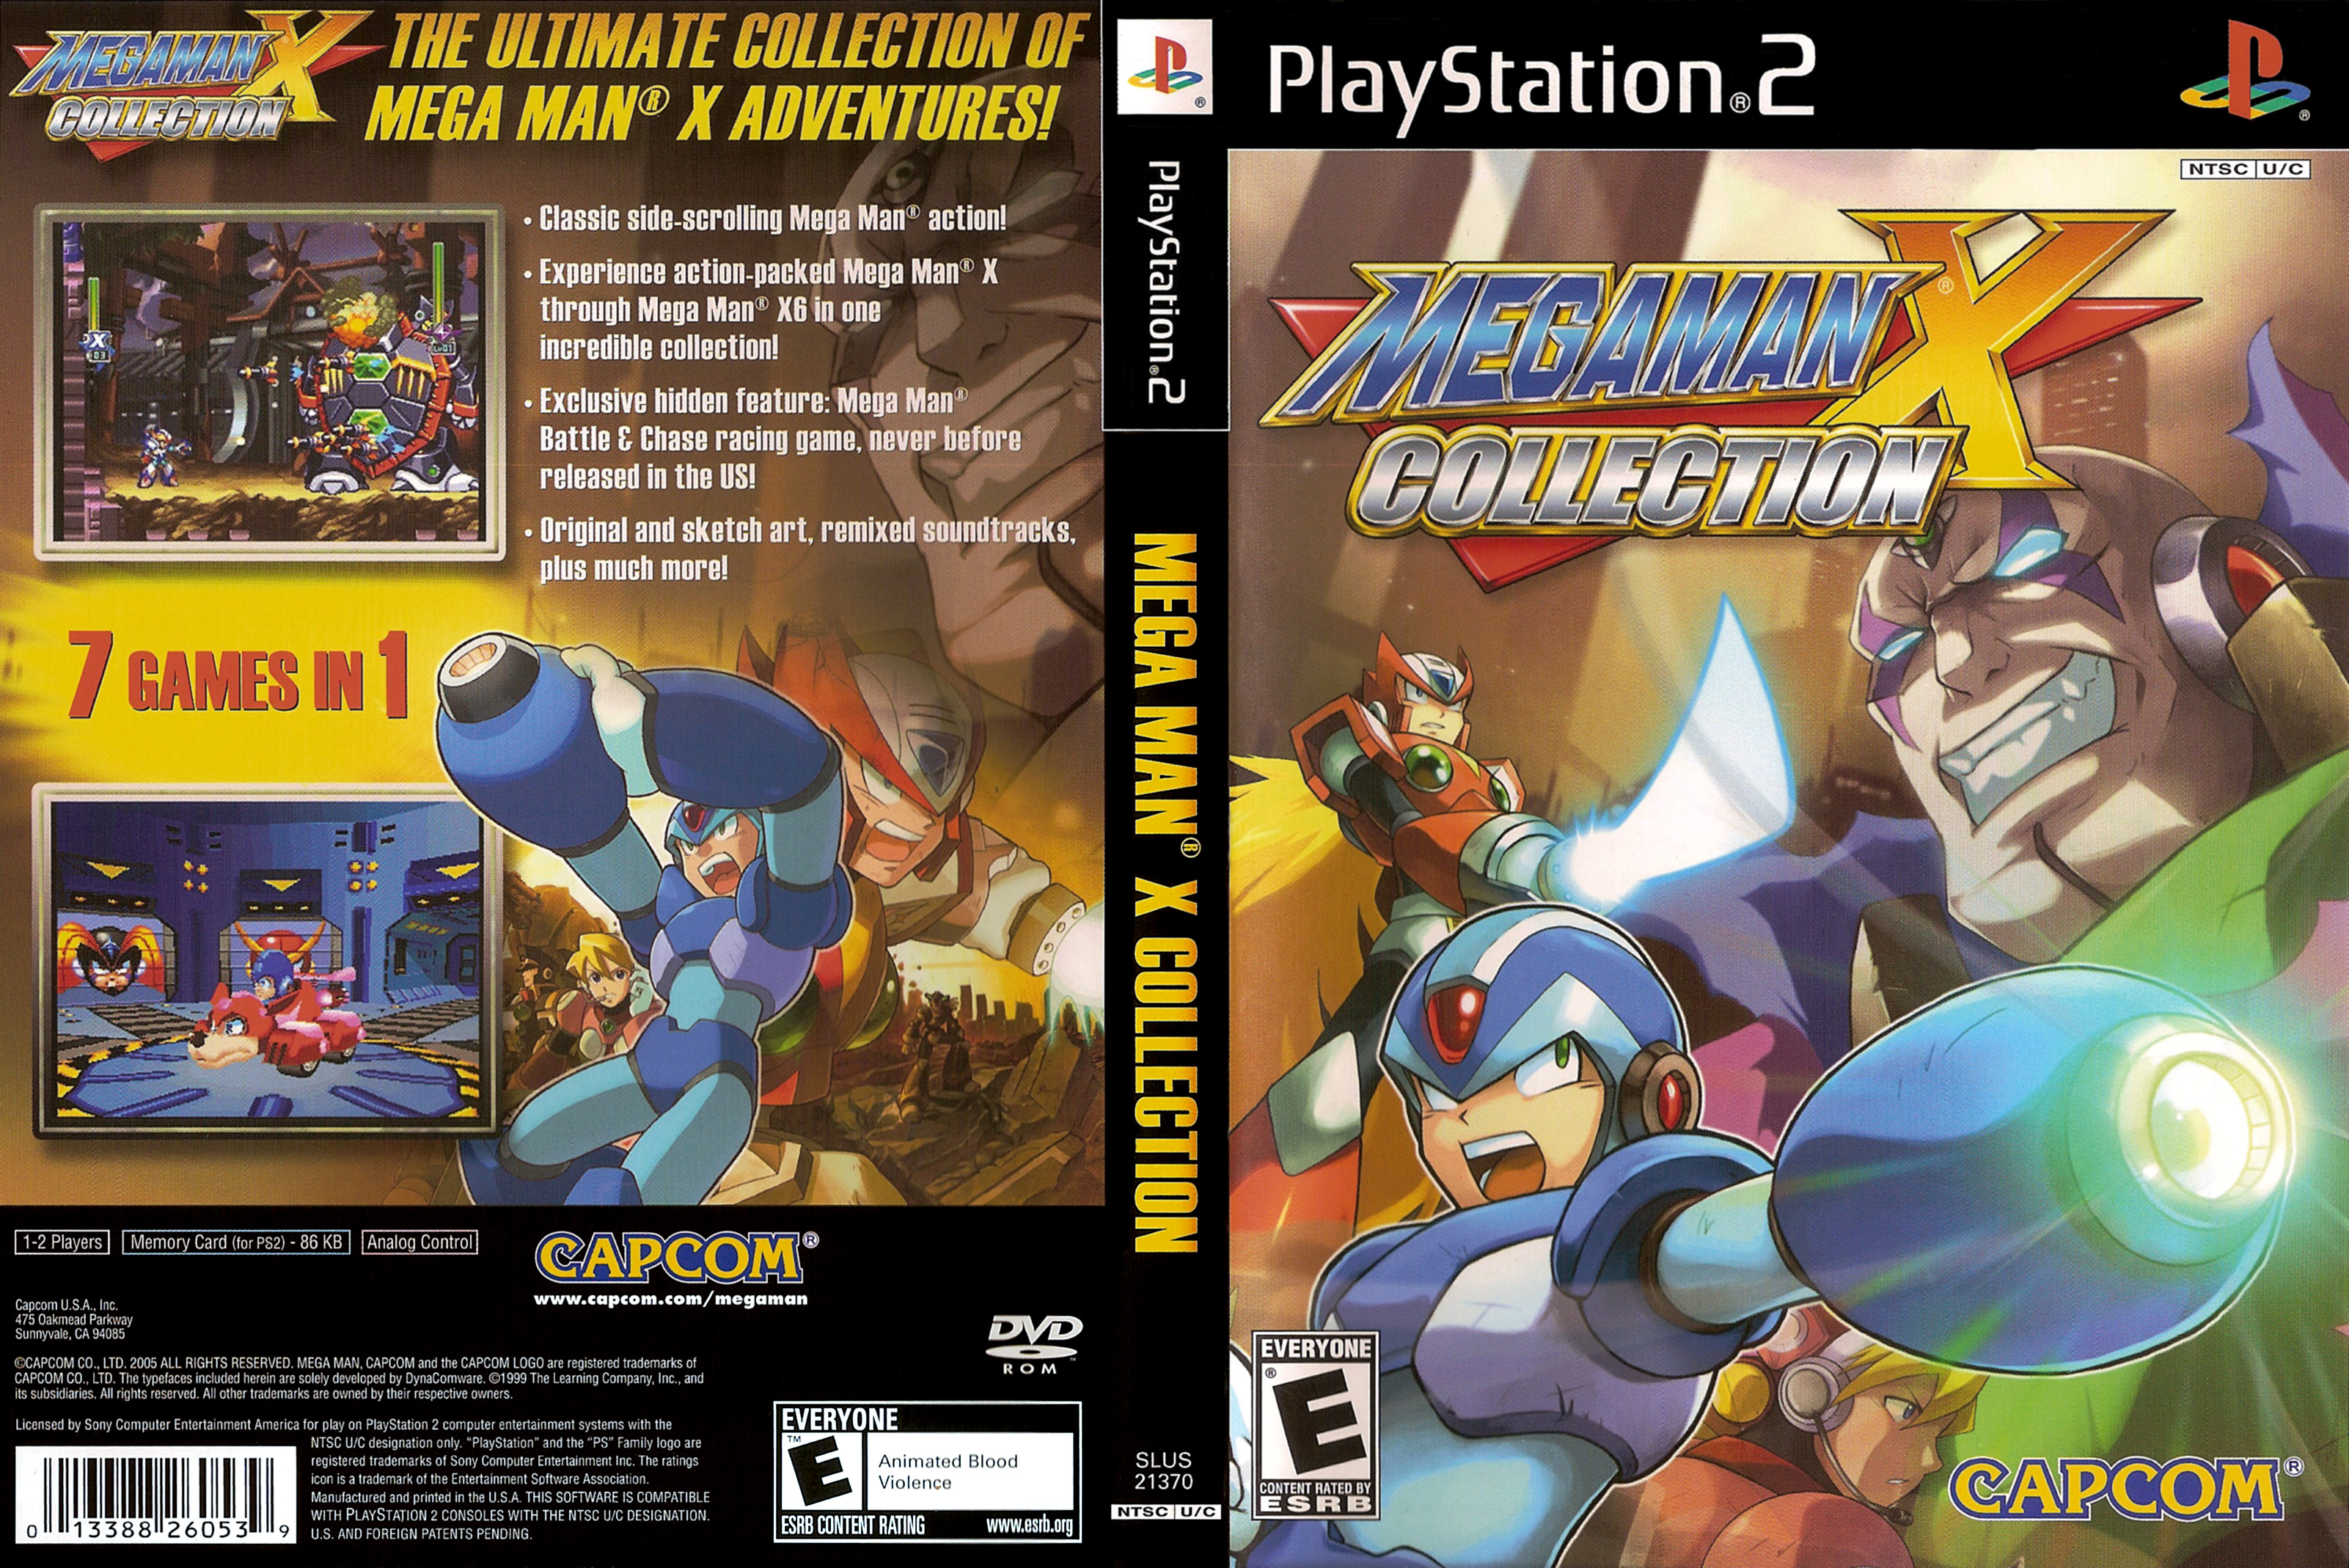 MEGAMAN X
COLLECTION
THE ULTIMATE COLLECTION OF
MEGA MAN® X ADVENTURES!
• Classic side-scrolling Mega Man® action!
• Experience action-packed Mega Man® X
through Mega Man® X6 in one
incredible collection!
• Exclusive hidden feature: Mega Man®
Battle & Chase racing game, never before
released in the US!
• Original and sketch art, remixed soundtracks,
plus much more!
X
03
Lv01
7 GAMES IN 1
1-2 Players
Memory Card (for PS2) - 86 KB
Analog Control
CAPCOM®
www.capcom.com/megaman
Capcom U.S.A., Inc.
475 Oakmead Parkway
Sunnyvale, CA 94085
DVD™
ROM
©CAPCOM CO., LTD. 2005 ALL RIGHTS RESERVED. MEGA MAN, CAPCOM and the CAPCOM LOGO are registered trademarks of
CAPCOM CO., LTD. The typefaces included herein are solely developed by DynaComware. ©1999 The Learning Company, Inc., and
its subsidiaries. All rights reserved. All other trademarks are owned by their respective owners.
Licensed by Sony Computer Entertainment America for play on PlayStation 2 computer entertainment systems with the
NTSC U/C designation only. “PlayStation” and the “PS” Family logo are
registered trademarks of Sony Computer Entertainment Inc. The ratings
icon is a trademark of the Entertainment Software Association.
Manufactured and printed in the U.S.A. THIS SOFTWARE IS COMPATIBLE
WITH PLAYSTATION 2 CONSOLES WITH THE NTSC U/C DESIGNATION.
U.S. AND FOREIGN PATENTS PENDING.
0 13388 26053 9
EVERYONE
™
E
Animated Blood
Violence
ESRB CONTENT RATING www.esrb.org
®
PlayStation®2
MEGA MAN® X COLLECTION
SLUS
21370
NTSC U/C
PlayStation®2
®
NTSC U/C
MEGAMAN X®
COLLECTION
EVERYONE
®
E
CONTENT RATED BY
ESRB
CAPCOM®